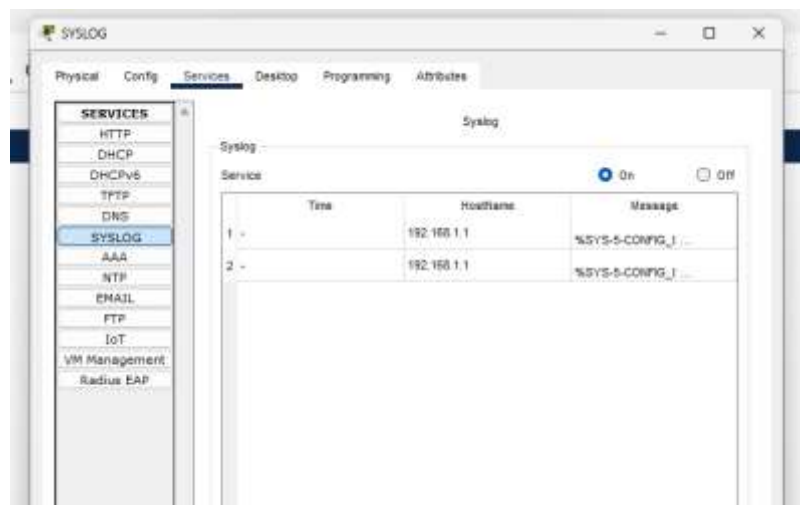 SYSLOG
Physical Config Services Desktop Programming Attributes
SERVICES
HTTP
DHCP
DHCPv6
TFTP
DNS
SYSLOG
AAA
NTP
EMAIL
FTP
IoT
VM Management
Radius EAP
Syslog
Syslog
Service On Off
Time HostName Message
1 - 192.168.1.1 %SYS-5-CONFIG_I: ...
2 - 192.168.1.1 %SYS-5-CONFIG_I: ...